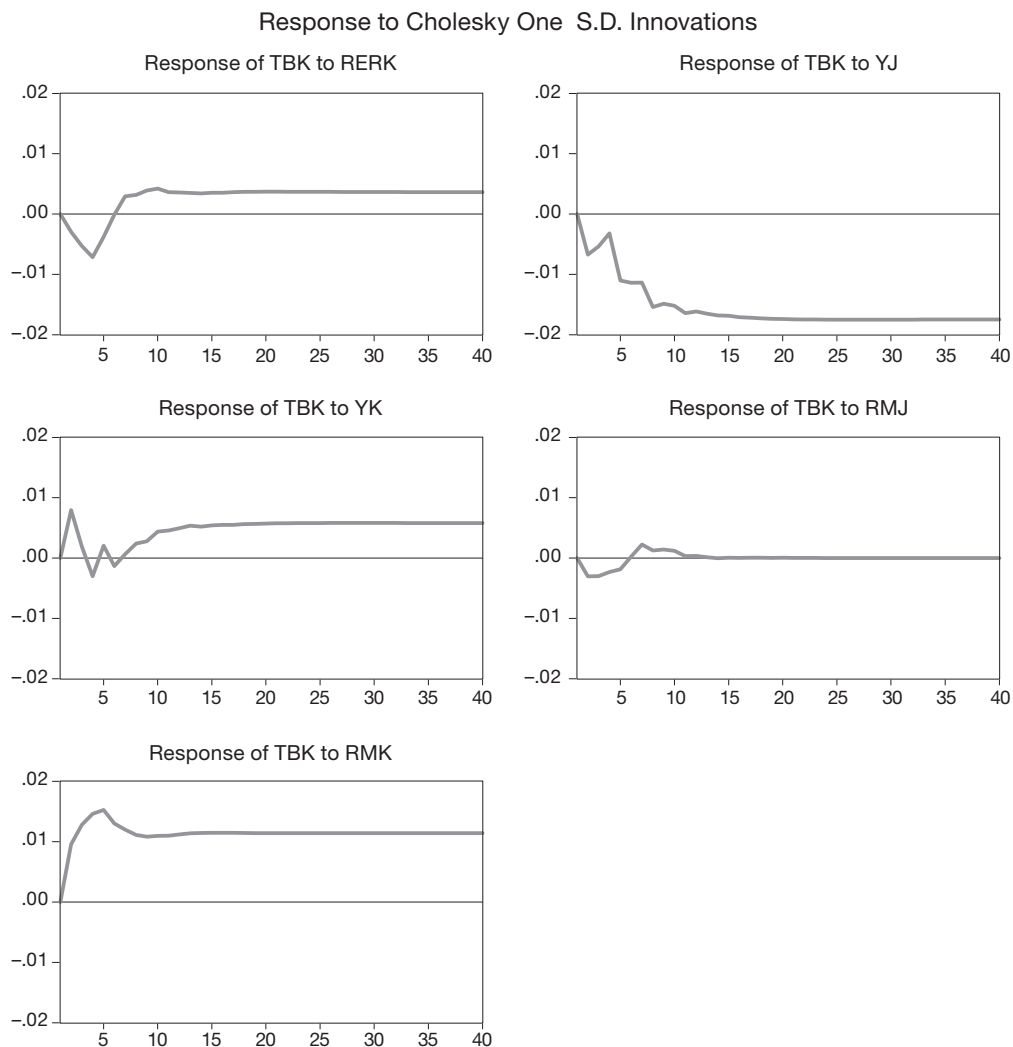 Response to Cholesky One S.D. Innovations
Response of TBK to RERK
.02
.01
.00
–.01
–.02
5 10 15 20 25 30 35 40
Response of TBK to YJ
.02
.01
.00
–.01
–.02
5 10 15 20 25 30 35 40
Response of TBK to YK
.02
.01
.00
–.01
–.02
5 10 15 20 25 30 35 40
Response of TBK to RMJ
.02
.01
.00
–.01
–.02
5 10 15 20 25 30 35 40
Response of TBK to RMK
.02
.01
.00
–.01
–.02
5 10 15 20 25 30 35 40